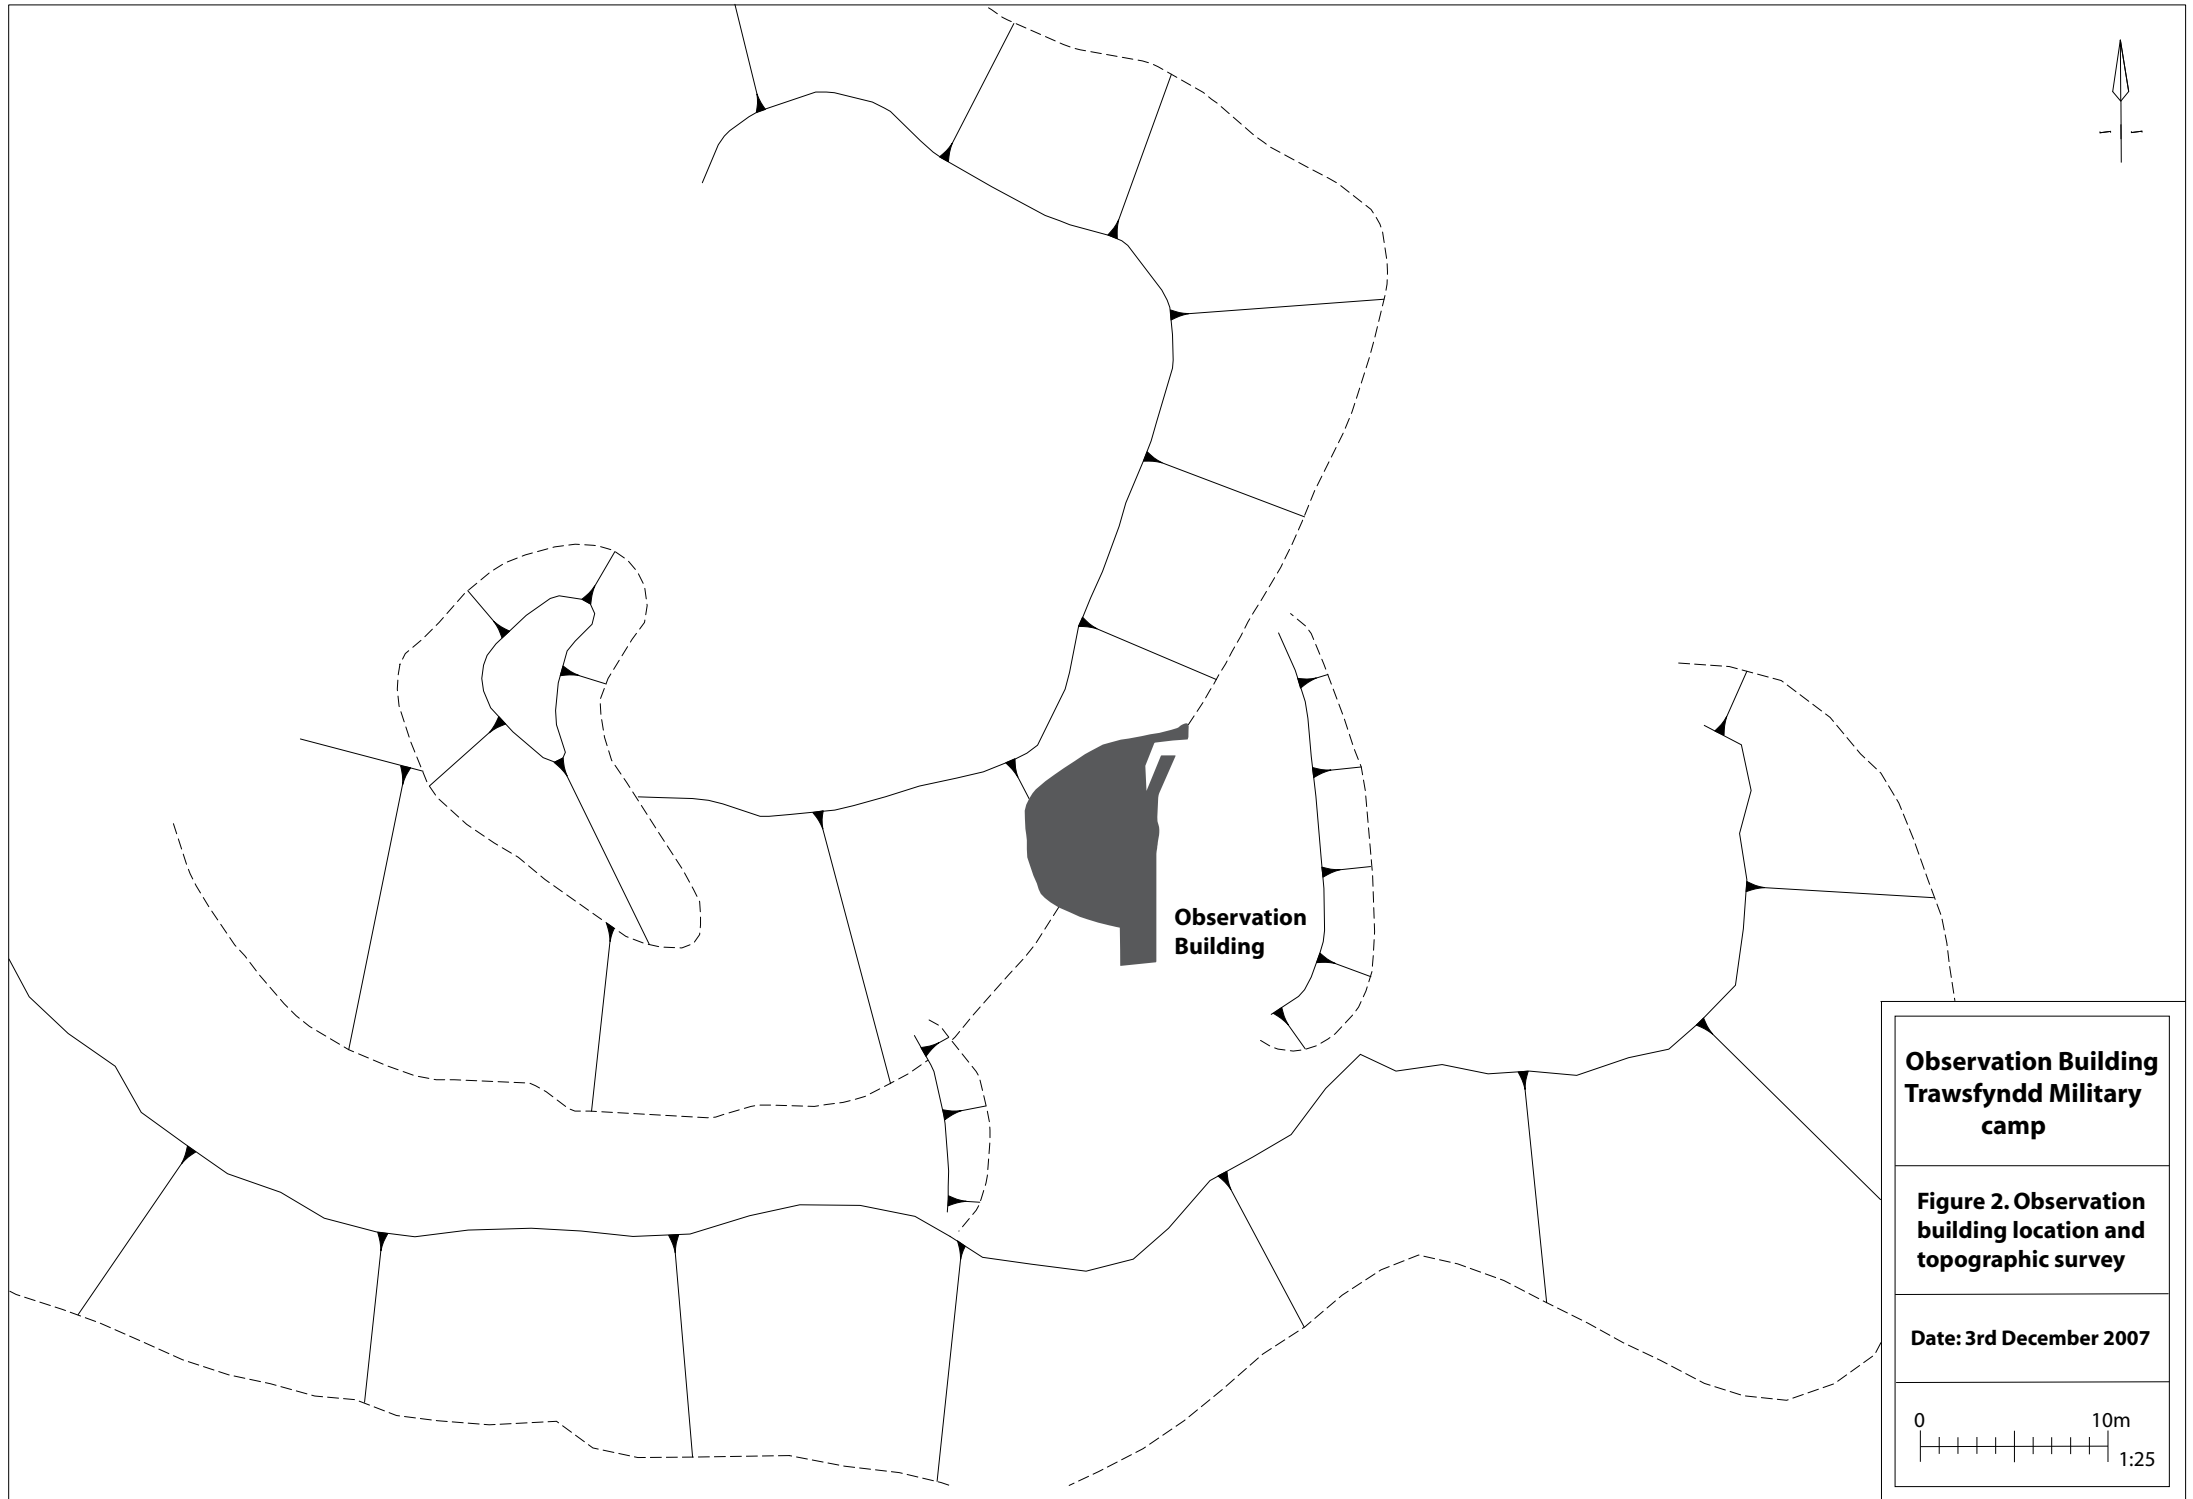 Observation
Building
Observation Building
Trawsfyndd Military
camp
Figure 2. Observation
building location and
topographic survey
Date: 3rd December 2007
0 10m
1:25